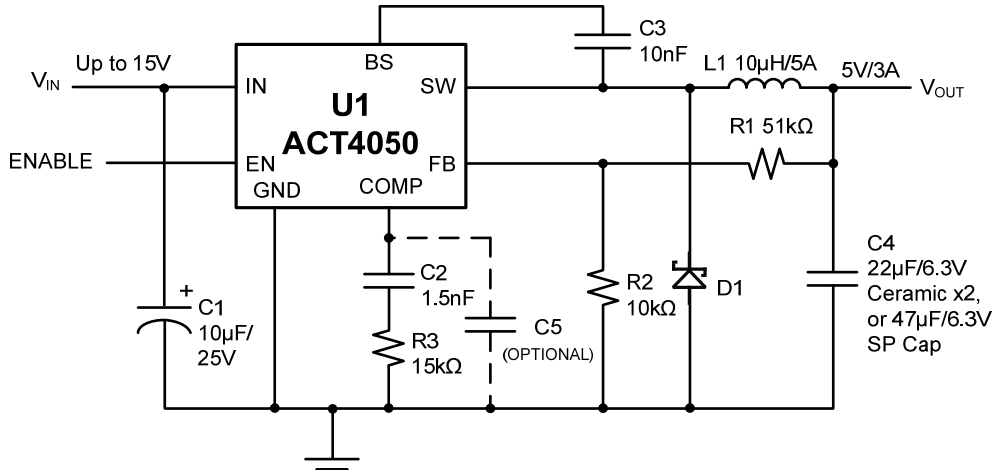 C3
10nF
BS
Up to 15V
L1 10µH/5A
5V/3A
VIN
IN
SW
VOUT
U1
ACT4050
R1 51kΩ
ENABLE
EN
FB
COMP
GND
C4
22µF/6.3V
Ceramic x2,
or 47µF/6.3V
SP Cap
C2
1.5nF
R2
10kΩ
D1
+
C1
10µF/
25V
R3
15kΩ
C5
(OPTIONAL)